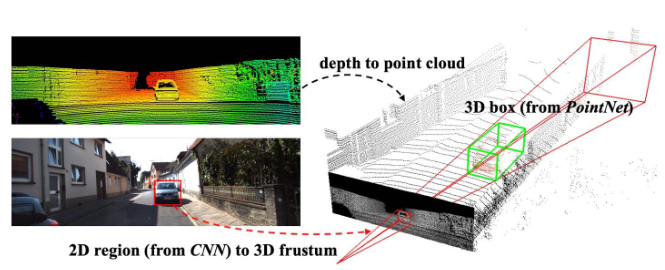 depth to point cloud
3D box (from PointNet)
2D region (from CNN) to 3D frustum